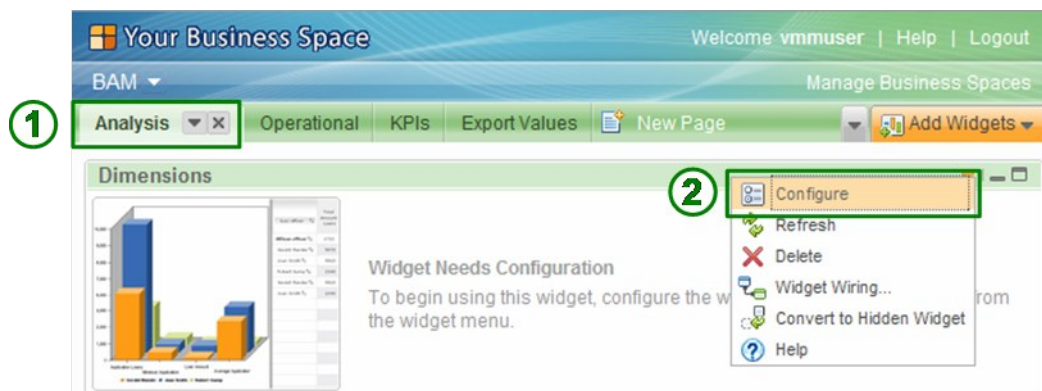 Your Business Space
Welcome vmmuser | Help | Logout
BAM
Manage Business Spaces
1
Analysis
Operational
KPIs
Export Values
New Page
Add Widgets
Dimensions
2
Configure
Refresh
Delete
Widget Wiring...
Convert to Hidden Widget
Help
Widget Needs Configuration
To begin using this widget, configure the w
from
the widget menu.